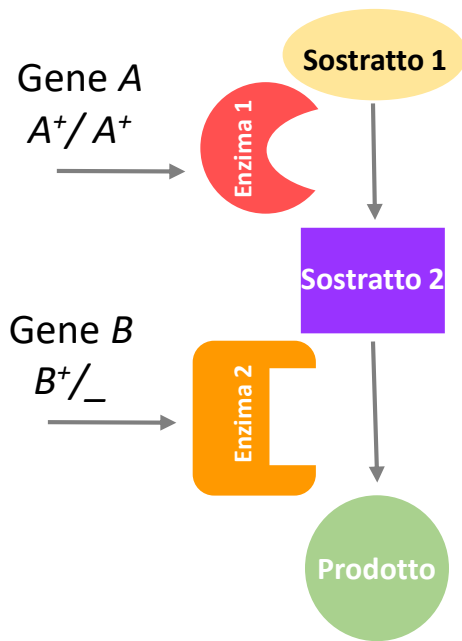 Sostratto 1
Gene A
A⁺/ A⁺
Enzima 1
Sostratto 2
Gene B
B⁺/_
Enzima 2
Prodotto